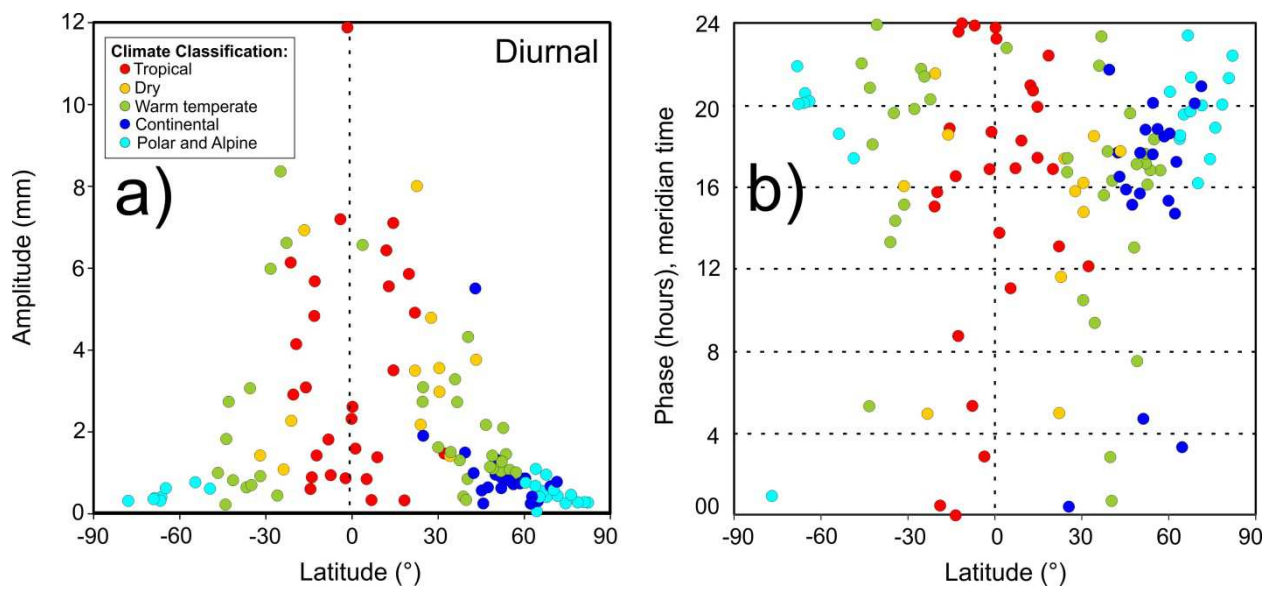 Diurnal
Climate Classification:
Tropical
Dry
Warm temperate
Continental
Polar and Alpine
a)
Amplitude (mm)
12
10
8
6
4
2
0
-90 -60 -30 0 30 60 90
Latitude (°)
b)
Phase (hours), meridian time
24
20
16
12
8
4
00
-90 -60 -30 0 30 60 90
Latitude (°)